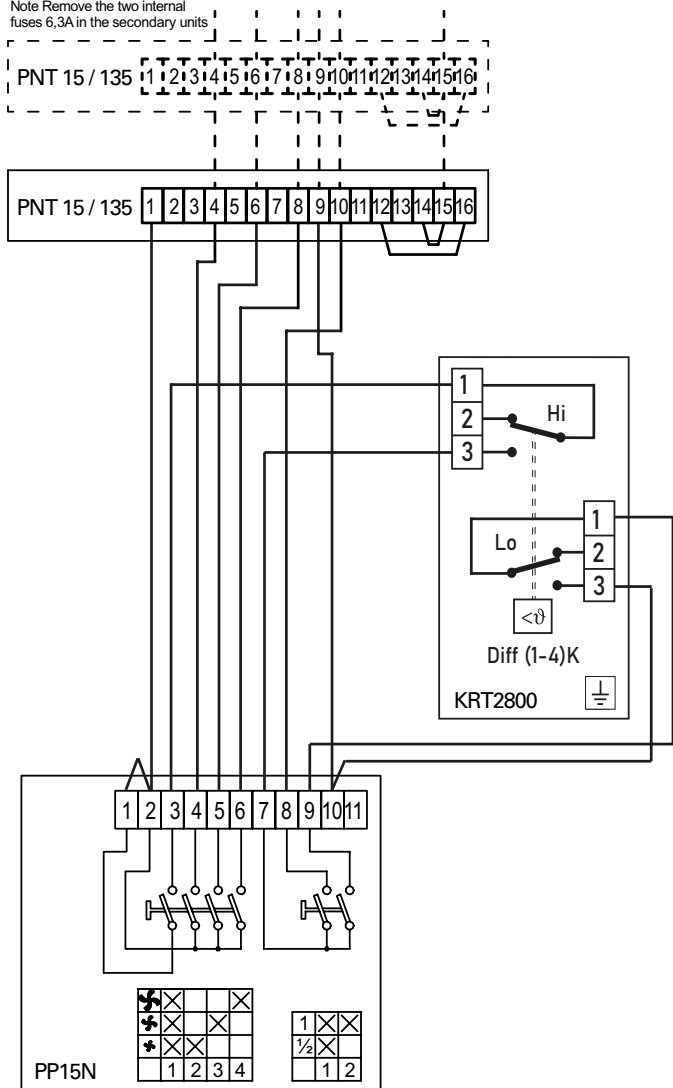 Note Remove the two internal
fuses 6,3A in the secondary units
PNT 15 / 135 1 2 3 4 5 6 7 8 9 10 11 12 13 14 15 16
PNT 15 / 135 1 2 3 4 5 6 7 8 9 10 11 12 13 14 15 16
1
2 Hi
3
1
Lo
2
3
<ϑ
Diff (1-4)K
KRT2800
1 2 3 4 5 6 7 8 9 10 11
1
½
PP15N 1 2 3 4 1 2